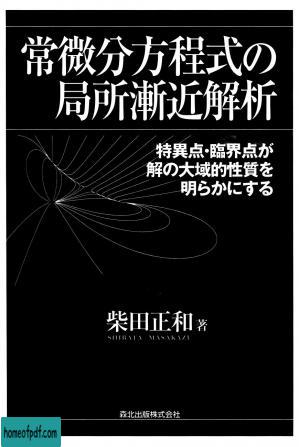 常微分方程式の
局所漸近解析
特異点・臨界点が
解の大域的性質を
明らかにする
柴田正和 著
SHIBATA MASAKAZU
森北出版株式会社
homeofpdf.com